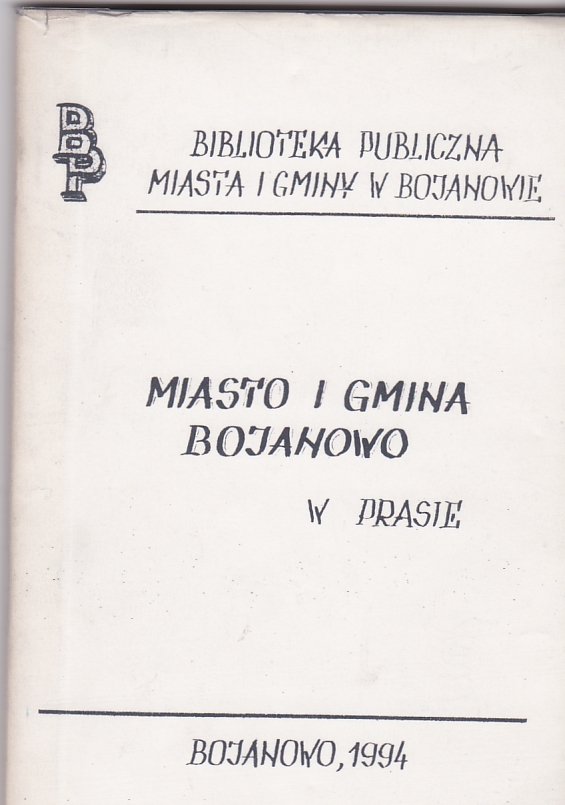 BBP
BIBLIOTEKA PUBLICZNA
MIASTA I GMINY W BOJANOWIE
MIASTO I GMINA
BOJANOWO
W PRASIE
BOJANOWO, 1994